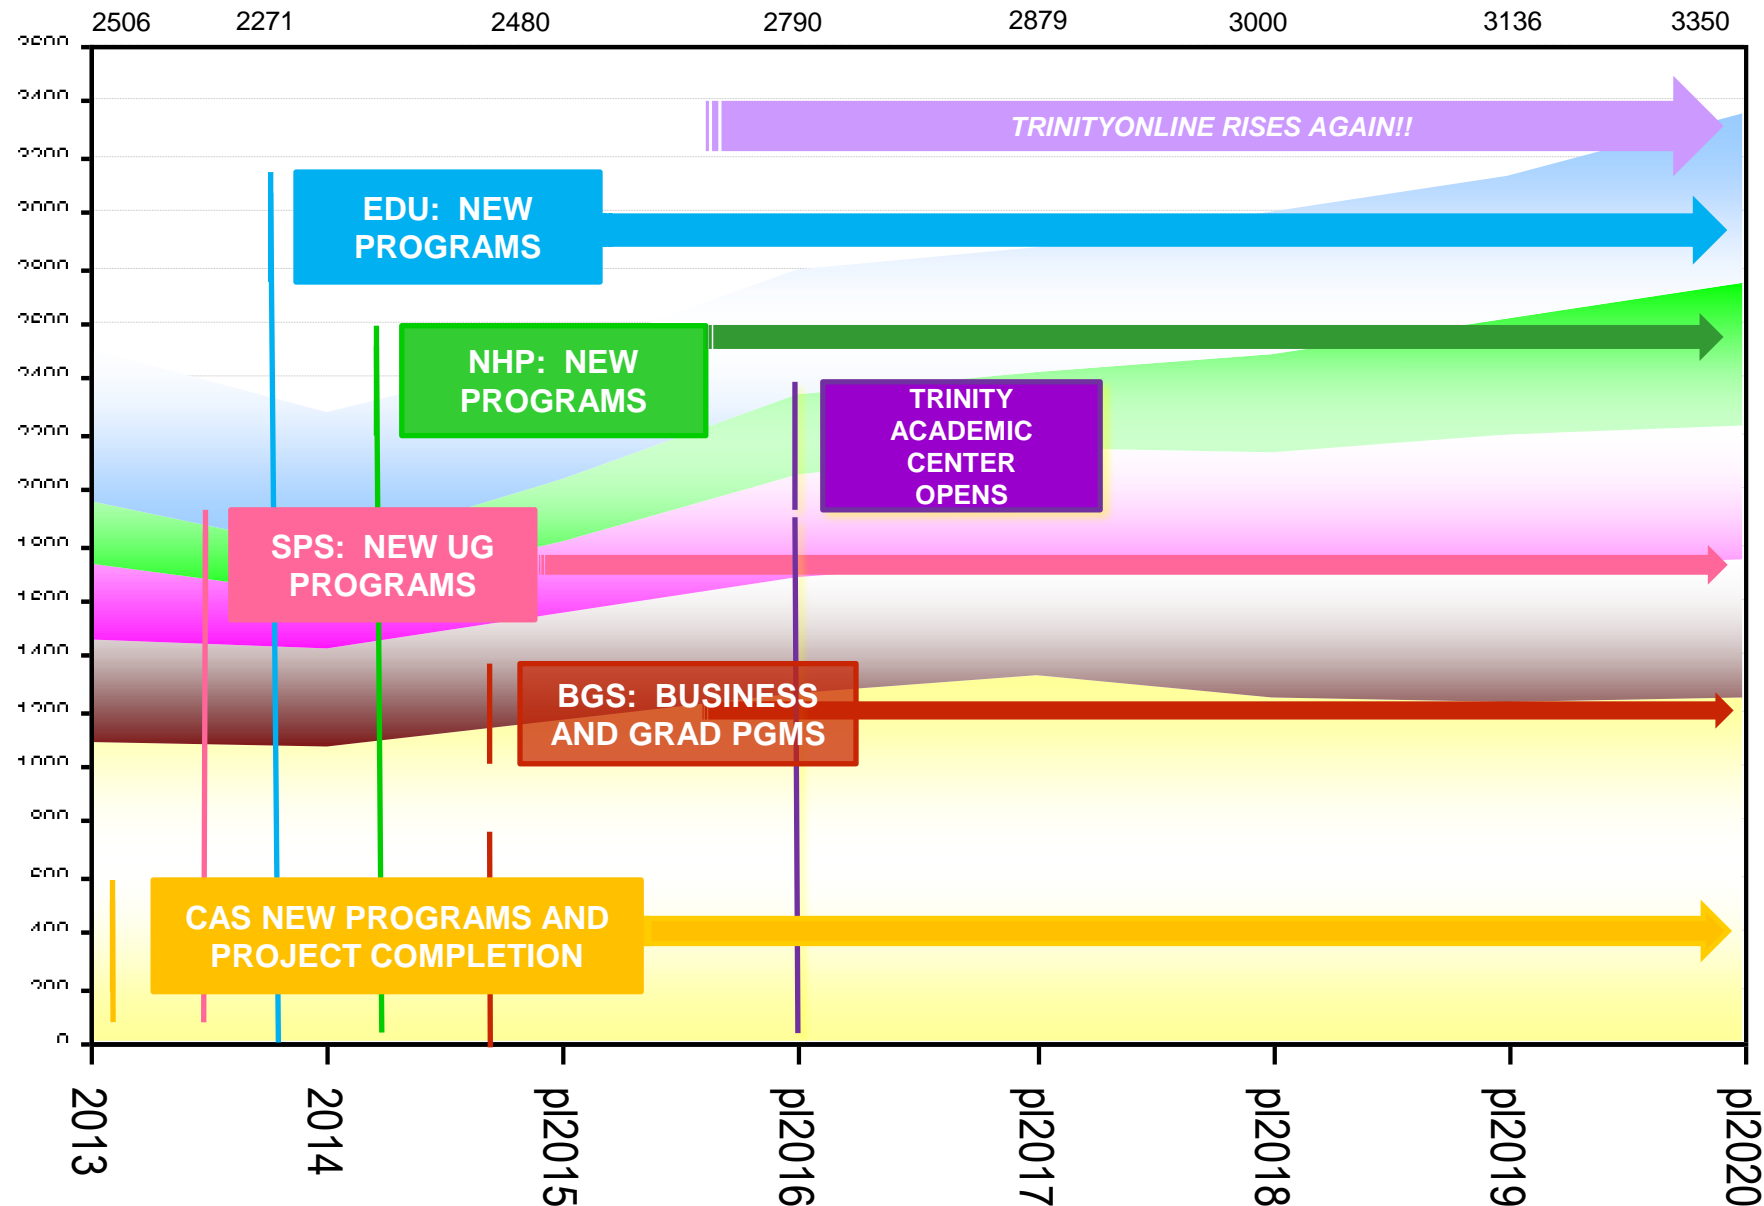 2506 2271 2480 2790 2879 3000 3136 3350
TRINITYONLINE RISES AGAIN!!
EDU: NEW
PROGRAMS
NHP: NEW
PROGRAMS
TRINITY
ACADEMIC
CENTER
OPENS
SPS: NEW UG
PROGRAMS
BGS: BUSINESS
AND GRAD PGMS
CAS NEW PROGRAMS AND
PROJECT COMPLETION
2013 2014 pl2015 pl2016 pl2017 pl2018 pl2019 pl2020